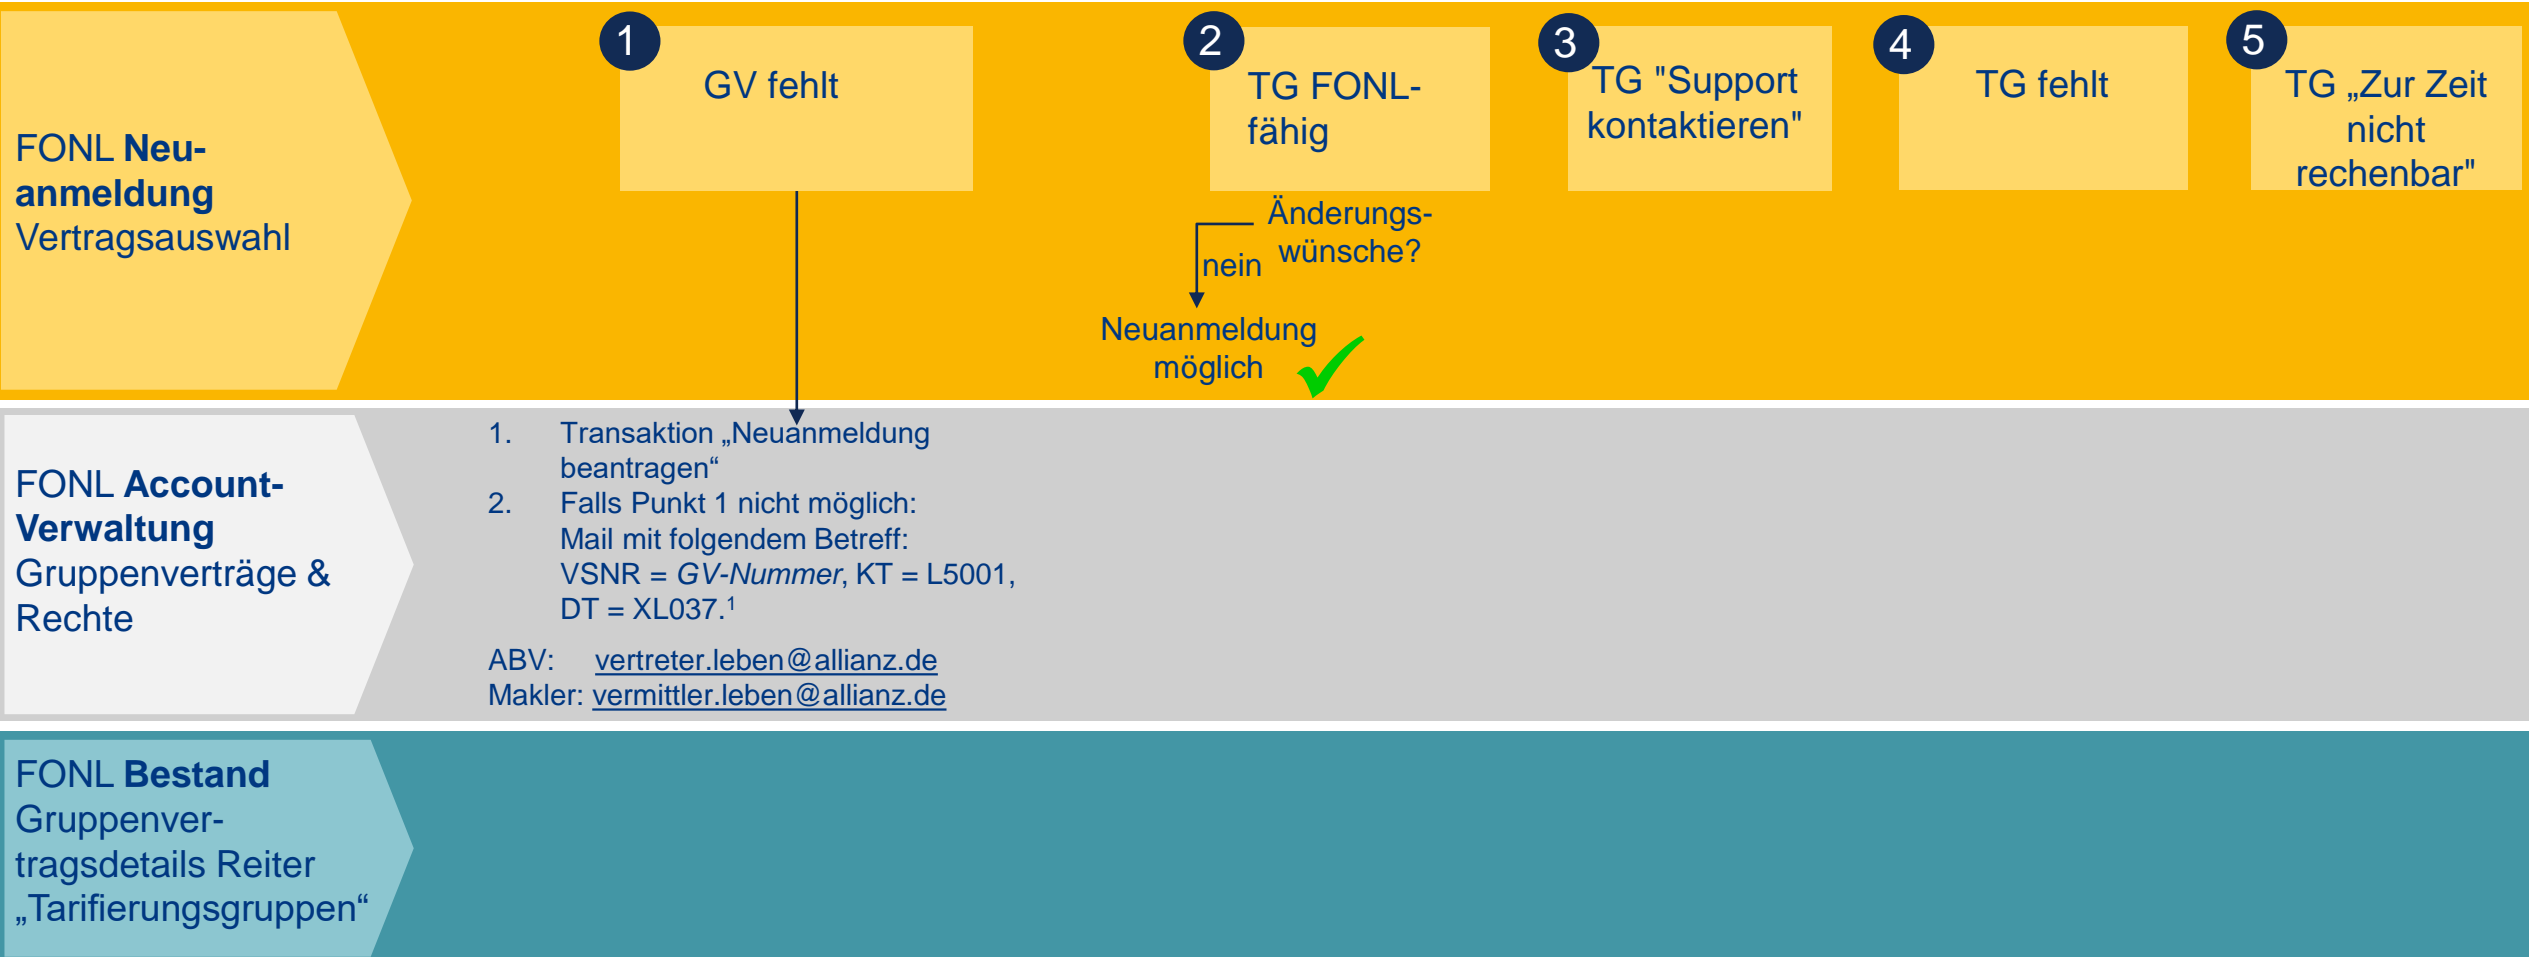 FONL Neu-
anmeldung
Vertragsauswahl
1
GV fehlt
2
TG FONL-
fähig
Änderungs-
wünsche?
nein
Neuanmeldung
möglich
3
TG "Support
kontaktieren"
4
TG fehlt
5
TG „Zur Zeit
nicht
rechenbar"
FONL Account-
Verwaltung
Gruppenverträge &
Rechte
1. Transaktion „Neuanmeldung
beantragen“
2. Falls Punkt 1 nicht möglich:
Mail mit folgendem Betreff:
VSNR = GV-Nummer, KT = L5001,
DT = XL037.¹
ABV: vertreter.leben@allianz.de
Makler: vermittler.leben@allianz.de
FONL Bestand
Gruppenver-
tragsdetails Reiter
„Tarifierungsgruppen“